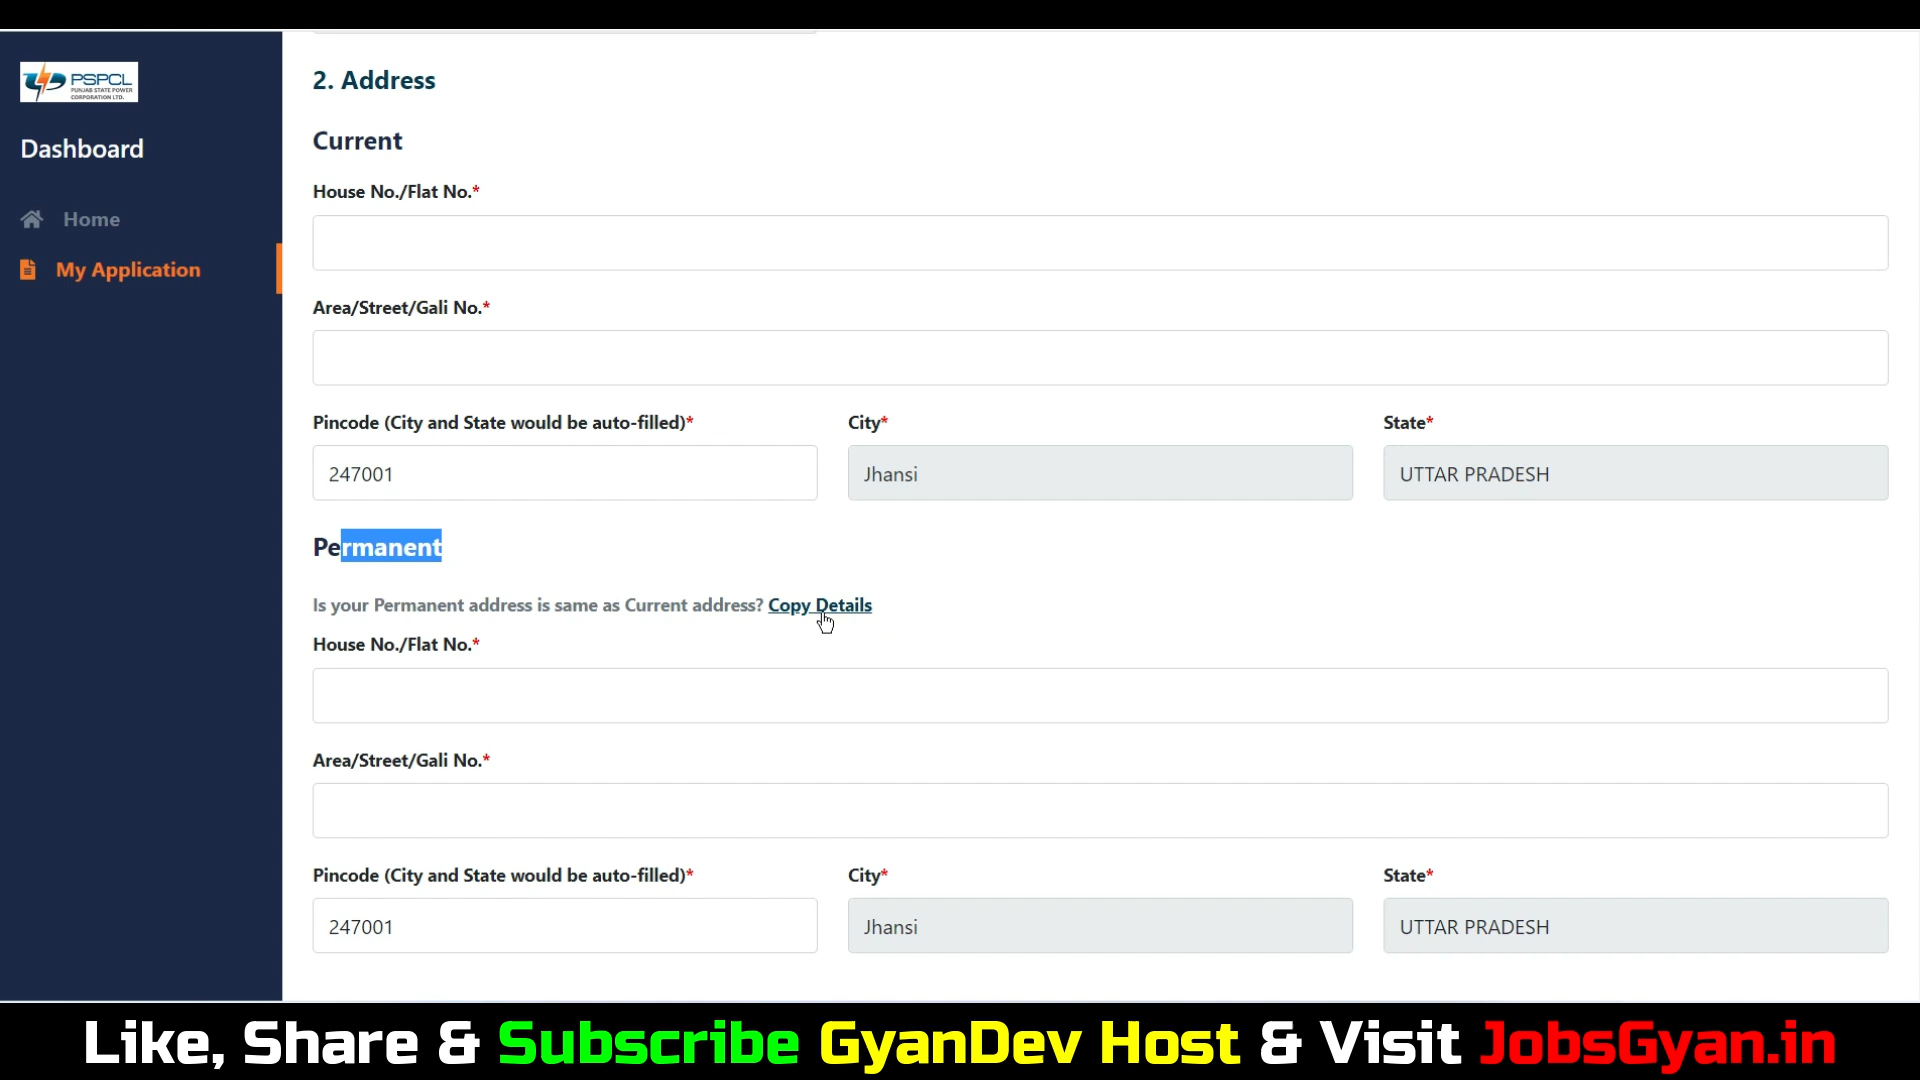 PSPCL
PUNJAB STATE POWER
CORPORATION LTD.
Dashboard
Home
My Application
2. Address
Current
House No./Flat No.*
Area/Street/Gali No.*
Pincode (City and State would be auto-filled)* City* State*
247001 Jhansi UTTAR PRADESH
Permanent
Is your Permanent address is same as Current address? Copy Details
House No./Flat No.*
Area/Street/Gali No.*
Pincode (City and State would be auto-filled)* City* State*
247001 Jhansi UTTAR PRADESH
Like, Share & Subscribe GyanDev Host & Visit JobsGyan.in